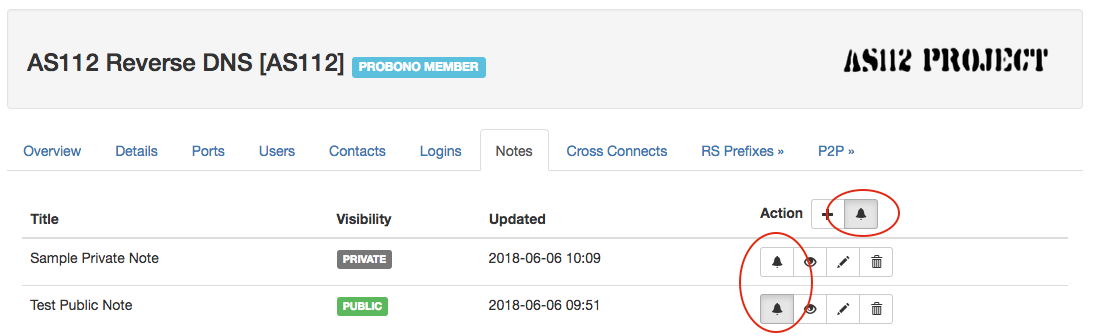 AS112 Reverse DNS [AS112] PROBONO MEMBER
AS112 PROJECT
Overview Details Ports Users Contacts Logins Notes Cross Connects RS Prefixes » P2P »
Title Visibility Updated Action
Sample Private Note PRIVATE 2018-06-06 10:09
Test Public Note PUBLIC 2018-06-06 09:51